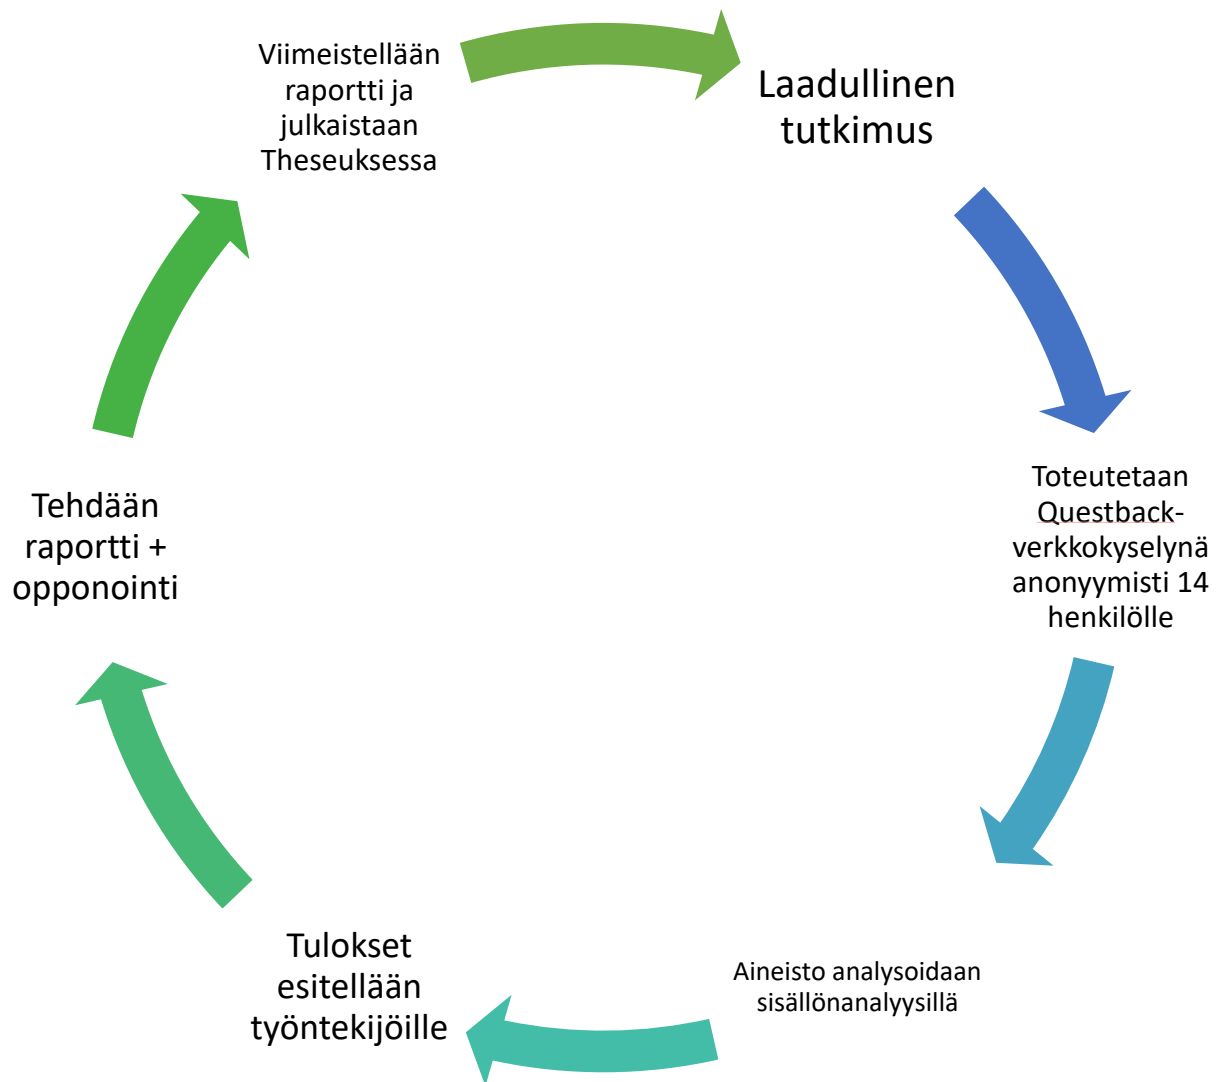 Laadullinen
tutkimus
Toteutetaan
Questback-
verkkokyselynä
anonyymisti 14
henkilölle
Aineisto analysoidaan
sisällönanalyysillä
Tulokset
esitellään
työntekijöille
Tehdään
raportti +
opponointi
Viimeistellään
raportti ja
julkaistaan
Theseuksessa